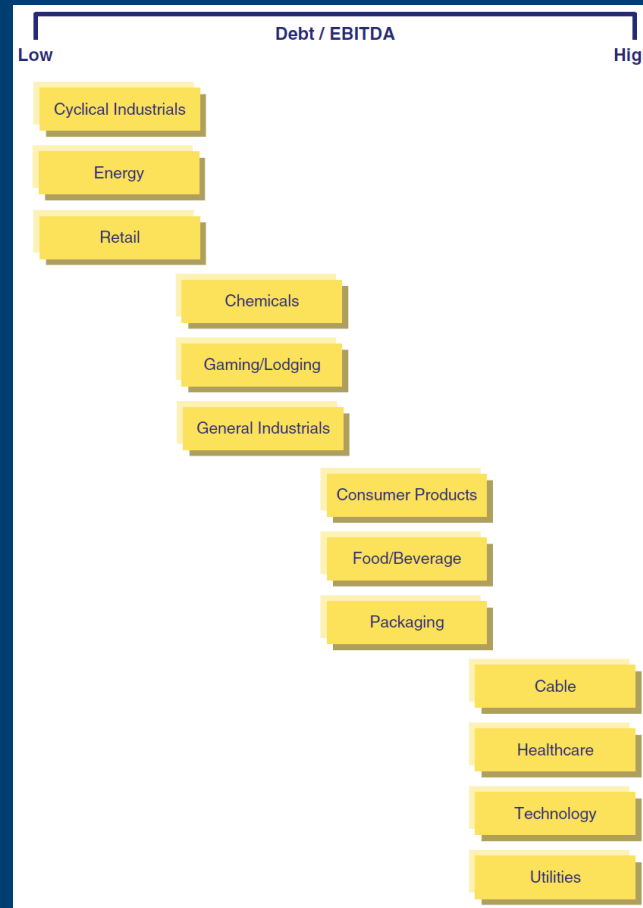 Debt / EBITDA
Low
Hig
Cyclical Industrials
Energy
Retail
Chemicals
Gaming/Lodging
General Industrials
Consumer Products
Food/Beverage
Packaging
Cable
Healthcare
Technology
Utilities